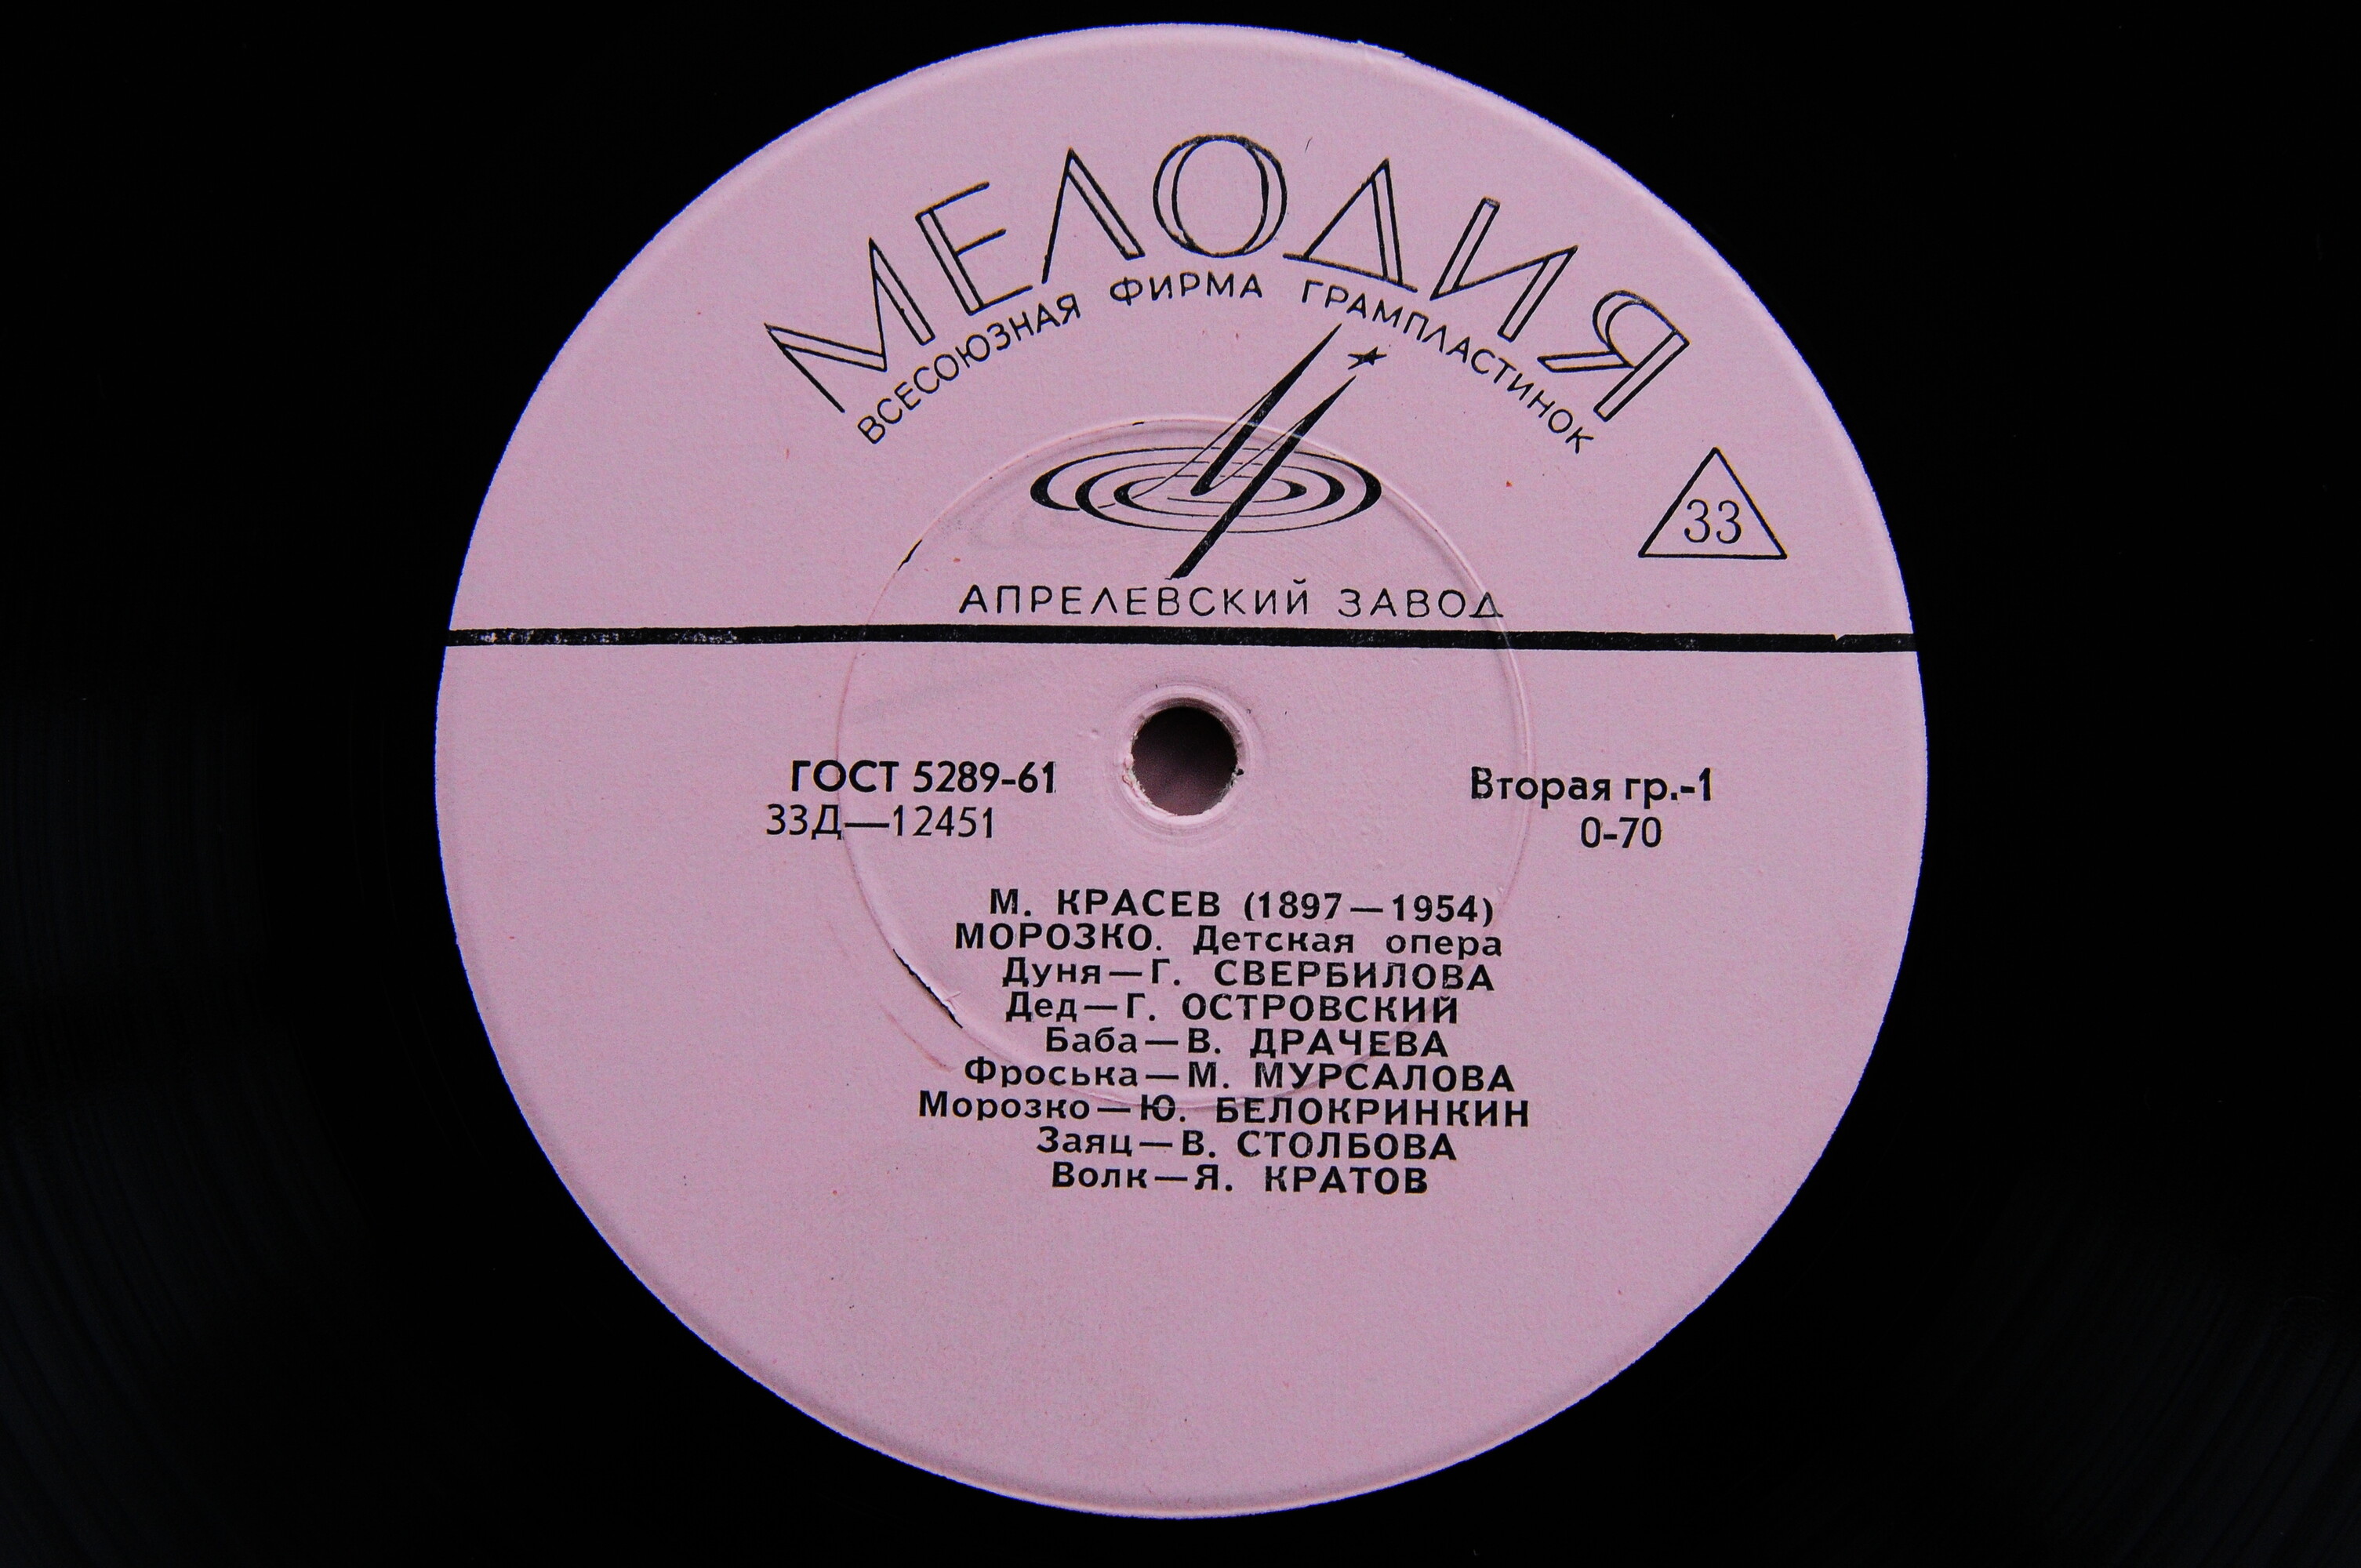 МЕЛОДИЯ
ВСЕСОЮЗНАЯ ФИРМА ГРАМПЛАСТИНОК
33
АПРЕЛЕВСКИЙ ЗАВОД
ГОСТ 5289-61
33Д—12451
Вторая гр.-1
0-70
М. КРАСЕВ (1897—1954)
МОРОЗКО. Детская опера
Дуня—Г. СВЕРБИЛОВА
Дед—Г. ОСТРОВСКИЙ
Баба—В. ДРАЧЕВА
Фроська—М. МУРСАЛОВА
Морозко—Ю. БЕЛОКРИНКИН
Заяц—В. СТОЛБОВА
Волк—Я. КРАТОВ